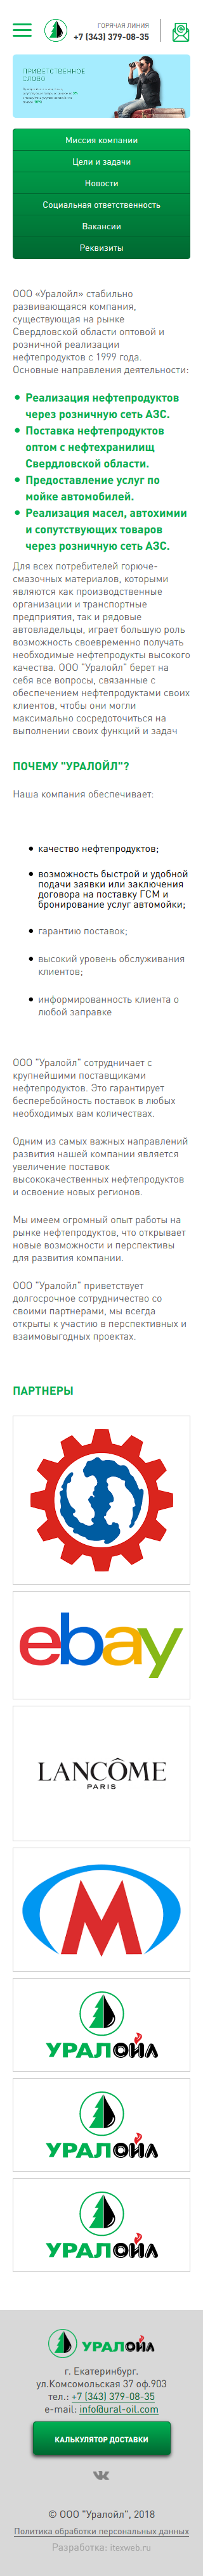 ГОРЯЧАЯ ЛИНИЯ
+7 (343) 379-08-35
ПРИВЕТСТВЕННОЕ
СЛОВО
Миссия компании
Цели и задачи
Новости
Социальная ответственность
Вакансии
Реквизиты
ООО «Уралойл» стабильно
развивающаяся компания,
существующая на рынке
Свердловской области оптовой и
розничной реализации
нефтепродуктов с 1999 года.
Основные направления деятельности:
Реализация нефтепродуктов
через розничную сеть АЗС.
Поставка нефтепродуктов
оптом с нефтехранилищ
Свердловской области.
Предоставление услуг по
мойке автомобилей.
Реализация масел, автохимии
и сопутствующих товаров
через розничную сеть АЗС.
Для всех потребителей горюче-
смазочных материалов, которыми
являются как производственные
организации и транспортные
предприятия, так и рядовые
автовладельцы, играет большую роль
возможность своевременно получать
необходимые нефтепродукты высокого
качества. ООО "Уралойл" берет на
себя все вопросы, связанные с
обеспечением нефтепродуктами своих
клиентов, чтобы они могли
максимально сосредоточиться на
выполнении своих функций и задач
ПОЧЕМУ "УРАЛОЙЛ"?
Наша компания обеспечивает:
качество нефтепродуктов;
возможность быстрой и удобной
подачи заявки или заключения
договора на поставку ГСМ и
бронирование услуг автомойки;
гарантию поставок;
высокий уровень обслуживания
клиентов;
информированность клиента о
любой заправке
ООО "Уралойл" сотрудничает с
крупнейшими поставщиками
нефтепродуктов. Это гарантирует
бесперебойность поставок в любых
необходимых вам количествах.
Одним из самых важных направлений
развития нашей компании является
увеличение поставок
высококачественных нефтепродуктов
и освоение новых регионов.
Мы имеем огромный опыт работы на
рынке нефтепродуктов, что открывает
новые возможности и перспективы
для развития компании.
ООО "Уралойл" приветствует
долгосрочное сотрудничество со
своими партнерами, мы всегда
открыты к участию в перспективных и
взаимовыгодных проектах.
ПАРТНЕРЫ
ebay
LANCÔME
PARIS
М
УРАЛОЙЛ
УРАЛОЙЛ
УРАЛОЙЛ
УРАЛОЙЛ
г. Екатеринбург.
ул.Комсомольская 37 оф.903
тел.: +7 (343) 379-08-35
e-mail: info@ural-oil.com
КАЛЬКУЛЯТОР ДОСТАВКИ
© ООО "Уралойл", 2018
Политика обработки персональных данных
Разработка: itexweb.ru